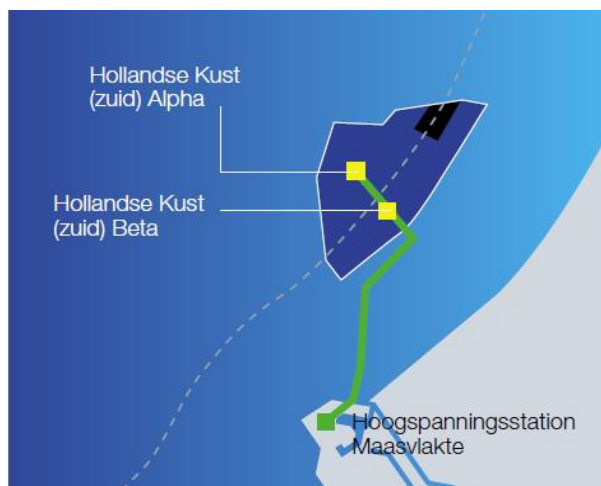 Hollandse Kust
(zuid) Alpha
Hollandse Kust
(zuid) Beta
Hoogspanningsstation
Maasvlakte